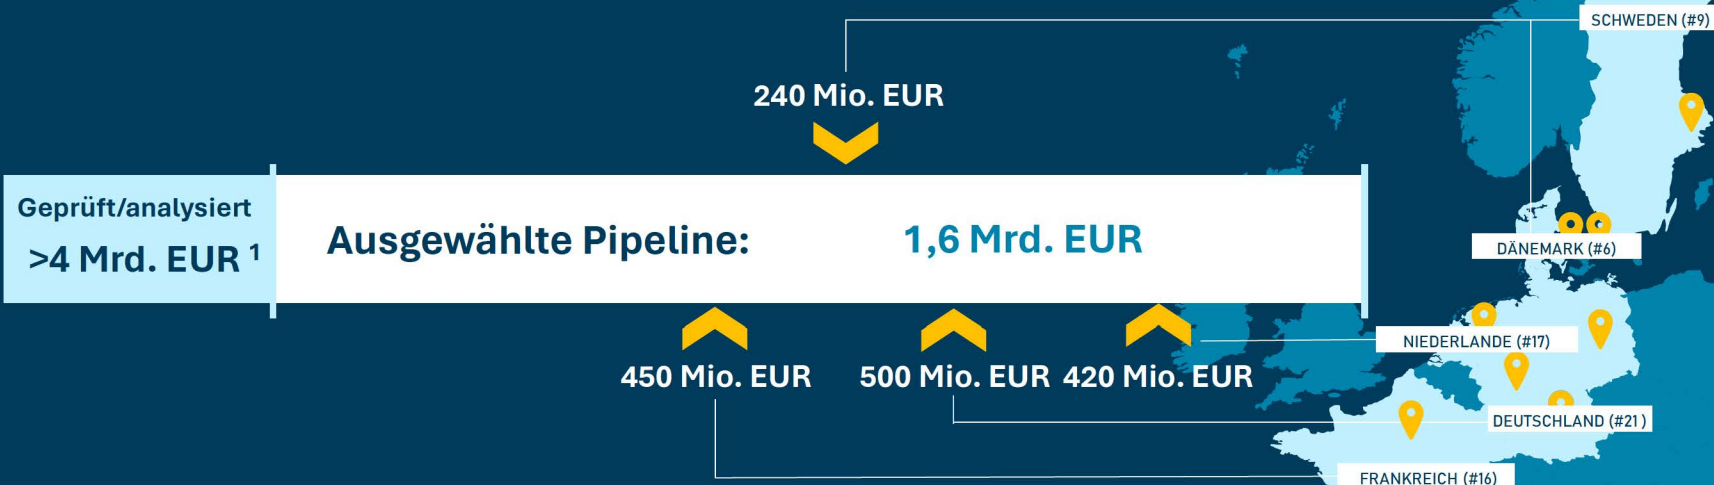 SCHWEDEN (#9)
240 Mio. EUR
Geprüft/analysiert
>4 Mrd. EUR ¹
Ausgewählte Pipeline: 1,6 Mrd. EUR
DÄNEMARK (#6)
NIEDERLANDE (#17)
450 Mio. EUR 500 Mio. EUR 420 Mio. EUR
DEUTSCHLAND (#21 )
FRANKREICH (#16)